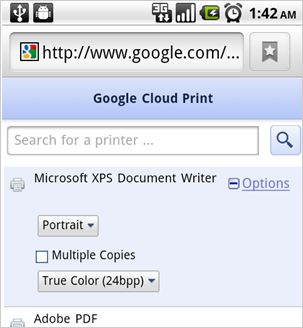 3G
1:42 AM
http://www.google.com/...
Google Cloud Print
Search for a printer ...
Microsoft XPS Document Writer
Options
Portrait
Multiple Copies
True Color (24bpp)
Adobe PDF